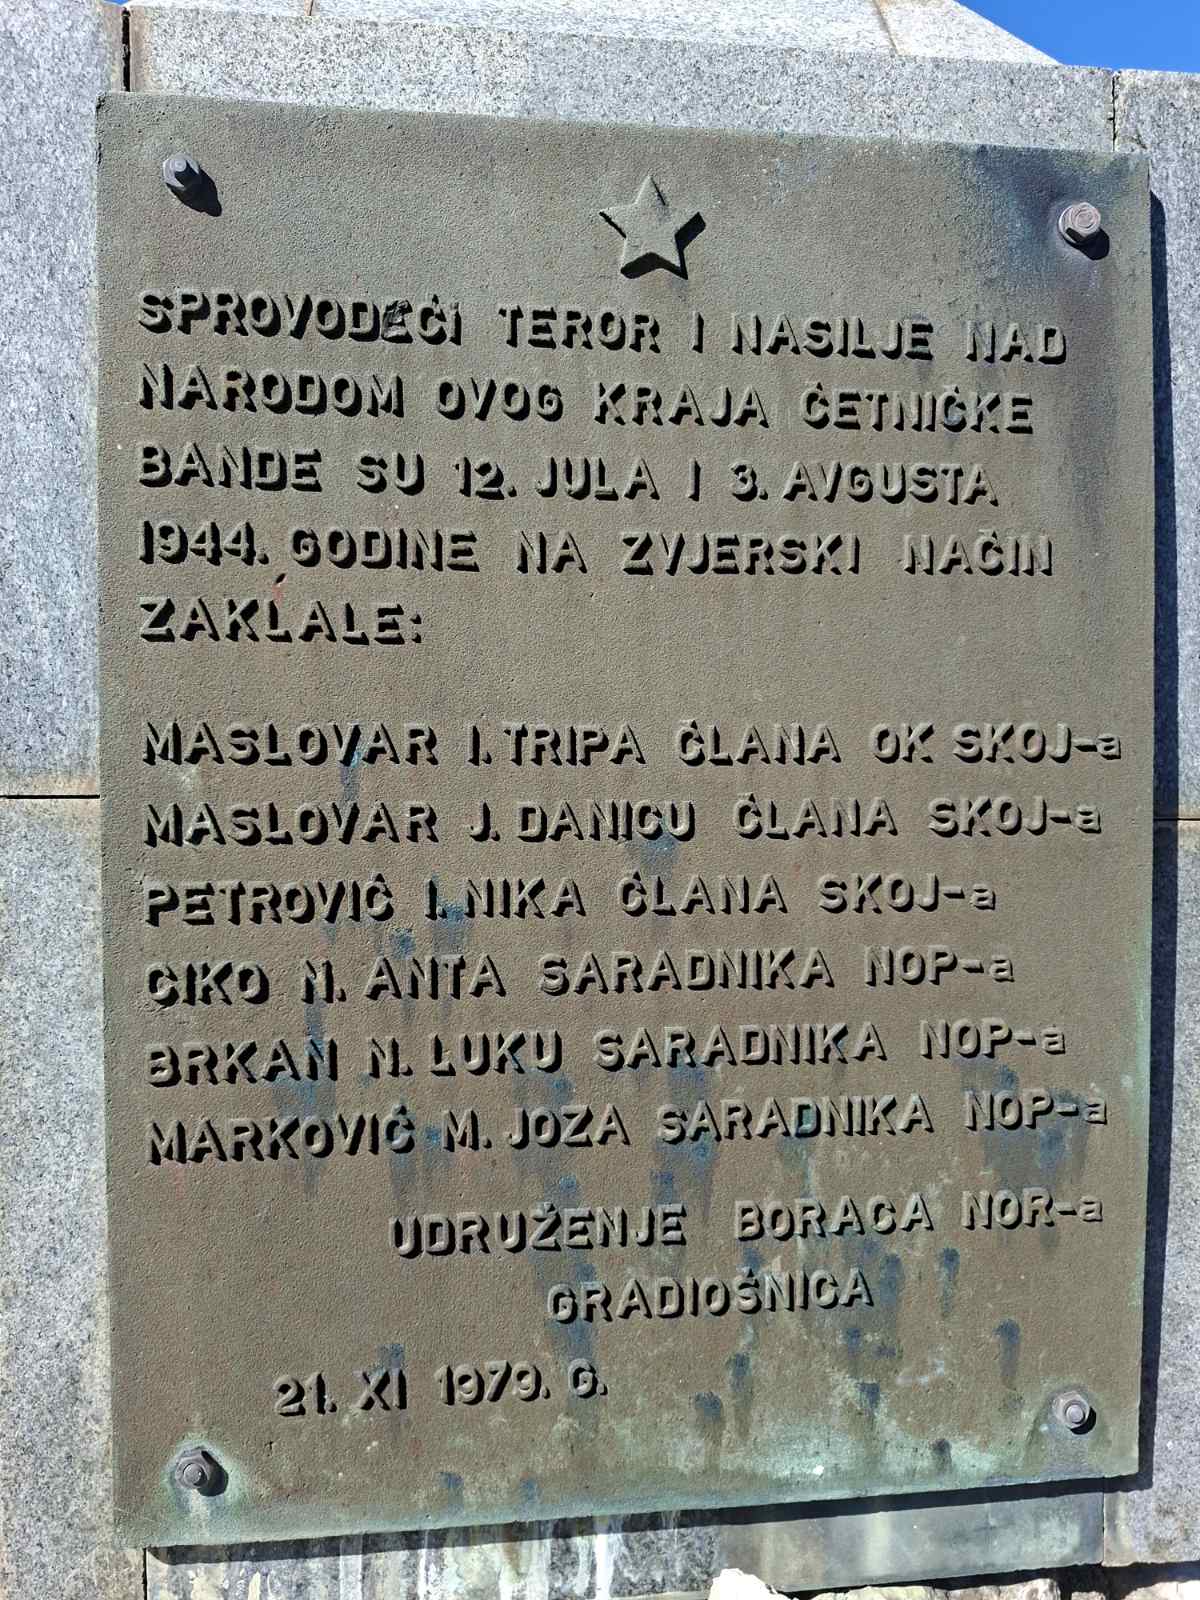 SPROVODEĆI TEROR I NASILJE NAD
NARODOM OVOG KRAJA ČETNIČKE
BANDE SU 12. JULA I 3. AVGUSTA
1944. GODINE NA ZVJERSKI NAČIN
ZAKLALE:
MASLOVAR I. TRIPA ČLANA OK SKOJ-a
MASLOVAR J. DANICU ČLANA SKOJ-a
PETROVIĆ I. NIKA ČLANA SKOJ-a
CIKO N. ANTA SARADNIKA NOP-a
BRKAN N. LUKU SARADNIKA NOP-a
MARKOVIĆ M. JOZA SARADNIKA NOP-a
UDRUŽENJE BORACA NOR-a
GRADIOŠNICA
21. XI 1979. G.